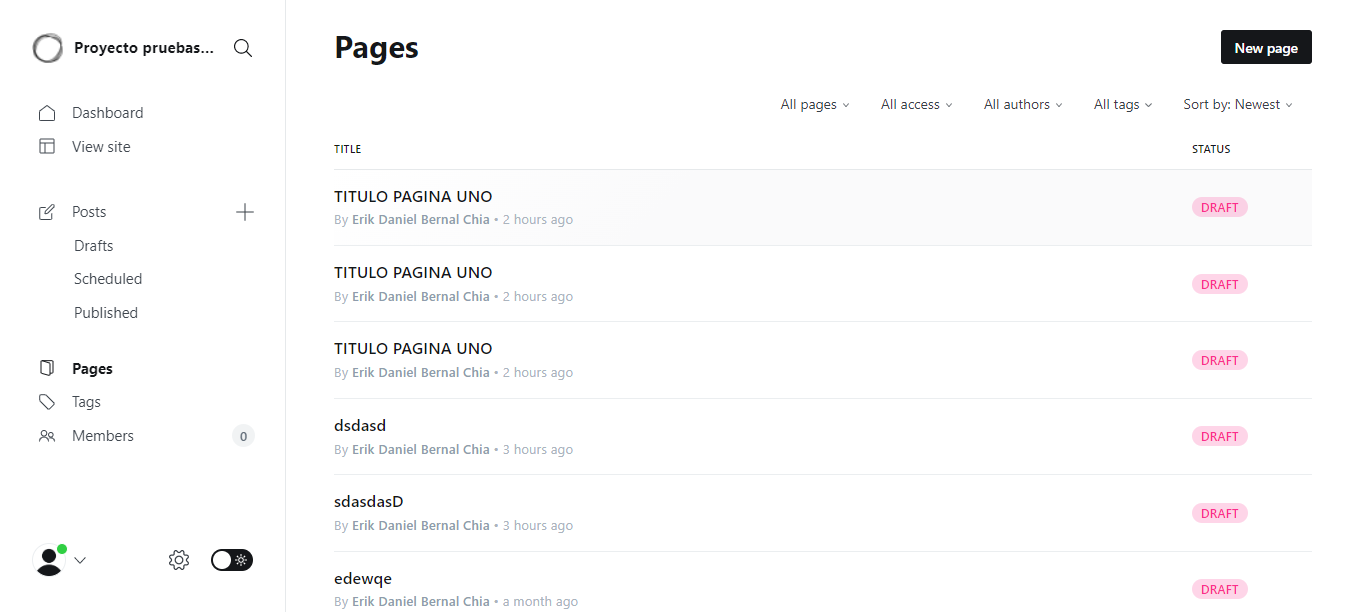 Proyecto pruebas...
Dashboard
View site
Posts
Drafts
Scheduled
Published
Pages
Tags
Members 0
Pages
New page
All pages All access All authors All tags Sort by: Newest
TITLE STATUS
TITULO PAGINA UNO
By Erik Daniel Bernal Chia • 2 hours ago
DRAFT
TITULO PAGINA UNO
By Erik Daniel Bernal Chia • 2 hours ago
DRAFT
TITULO PAGINA UNO
By Erik Daniel Bernal Chia • 2 hours ago
DRAFT
dsdasd
By Erik Daniel Bernal Chia • 3 hours ago
DRAFT
sdasdasD
By Erik Daniel Bernal Chia • 3 hours ago
DRAFT
edewqe
By Erik Daniel Bernal Chia • a month ago
DRAFT